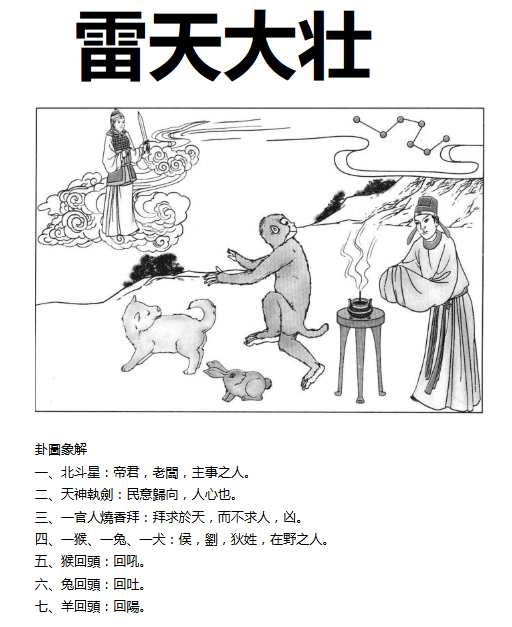 雷天大壮
卦圖象解
一、北斗星：帝君，老闆，主事之人。
二、天神執劍：民意歸向，人心也。
三、一官人燒香拜：拜求於天，而不求人，凶。
四、一猴、一兔、一犬：侯，劉，狄姓，在野之人。
五、猴回頭：回吼。
六、兔回頭：回吐。
七、羊回頭：回陽。